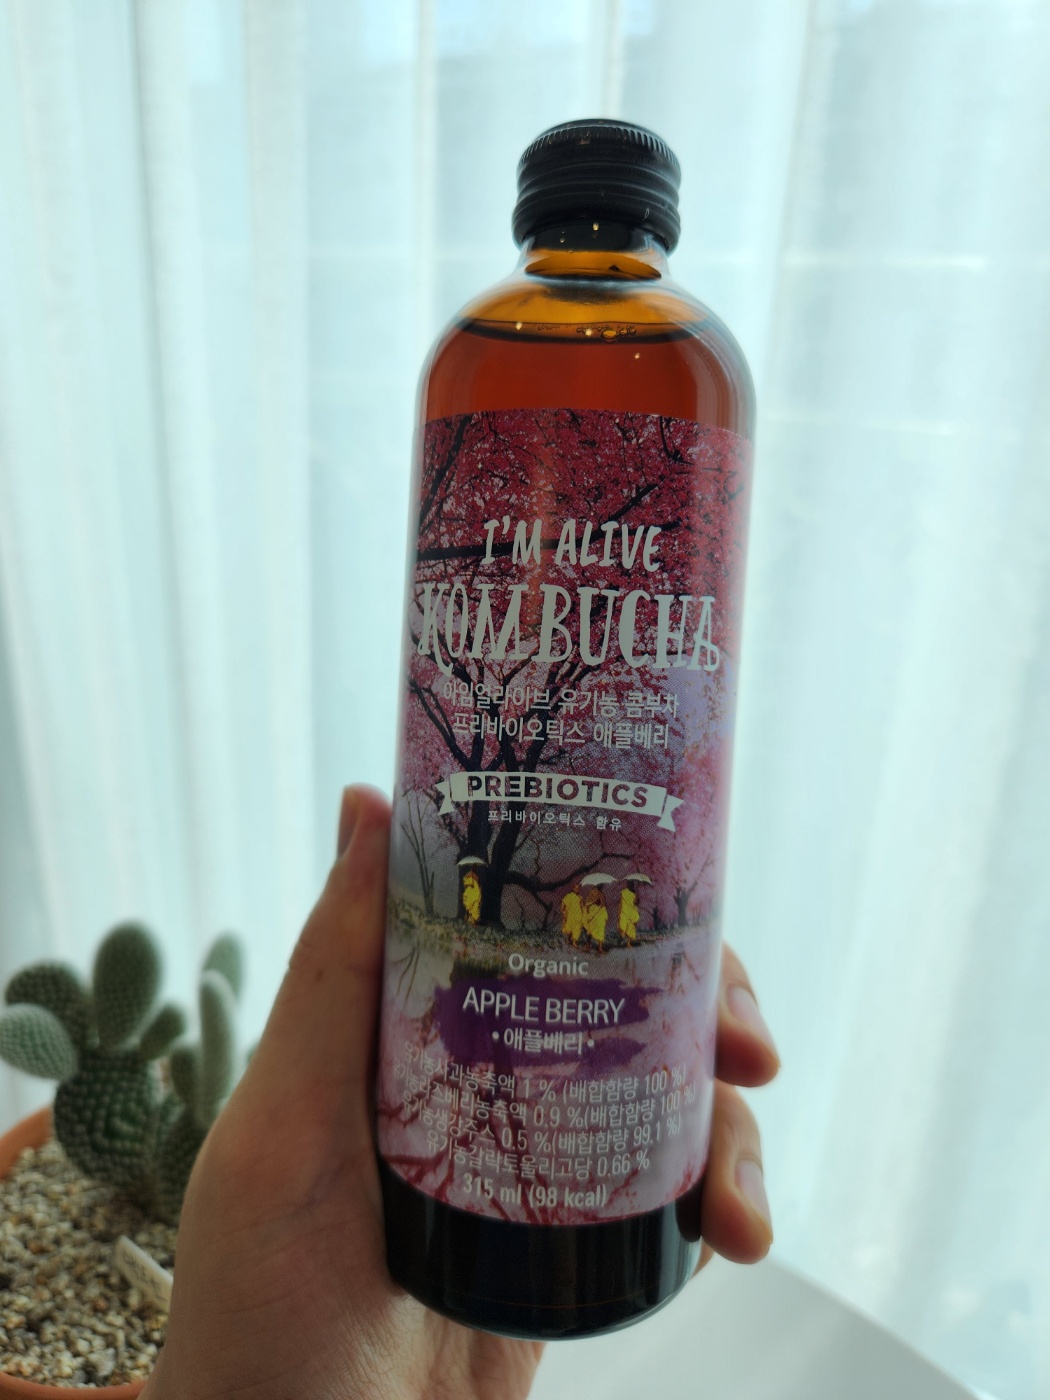 I'M ALIVE
KOMBUCHA
아임얼라이브 유기농 콤부차
프리바이오틱스 애플베리
PREBIOTICS
프리바이오틱스 함유
Organic
APPLE BERRY
• 애플베리 •
유기농사과농축액 1 % (배합함량 100 %)
유기농라즈베리농축액 0.9 %(배합함량 100 %)
유기농생강주스 0.5 %(배합함량 99.1 %)
유기농갈락토올리고당 0.66 %
315 ml (98 kcal)